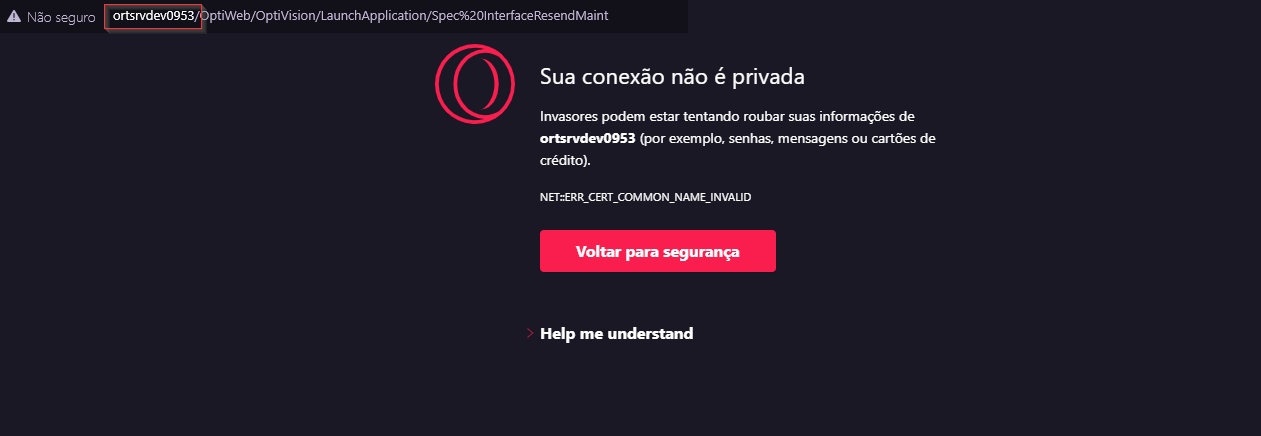 Não seguro ortsrvdev0953/OptiWeb/OptiVision/LaunchApplication/Spec%20InterfaceResendMaint
Sua conexão não é privada
Invasores podem estar tentando roubar suas informações de
ortsrvdev0953 (por exemplo, senhas, mensagens ou cartões de
crédito).
NET::ERR_CERT_COMMON_NAME_INVALID
Voltar para segurança
Help me understand